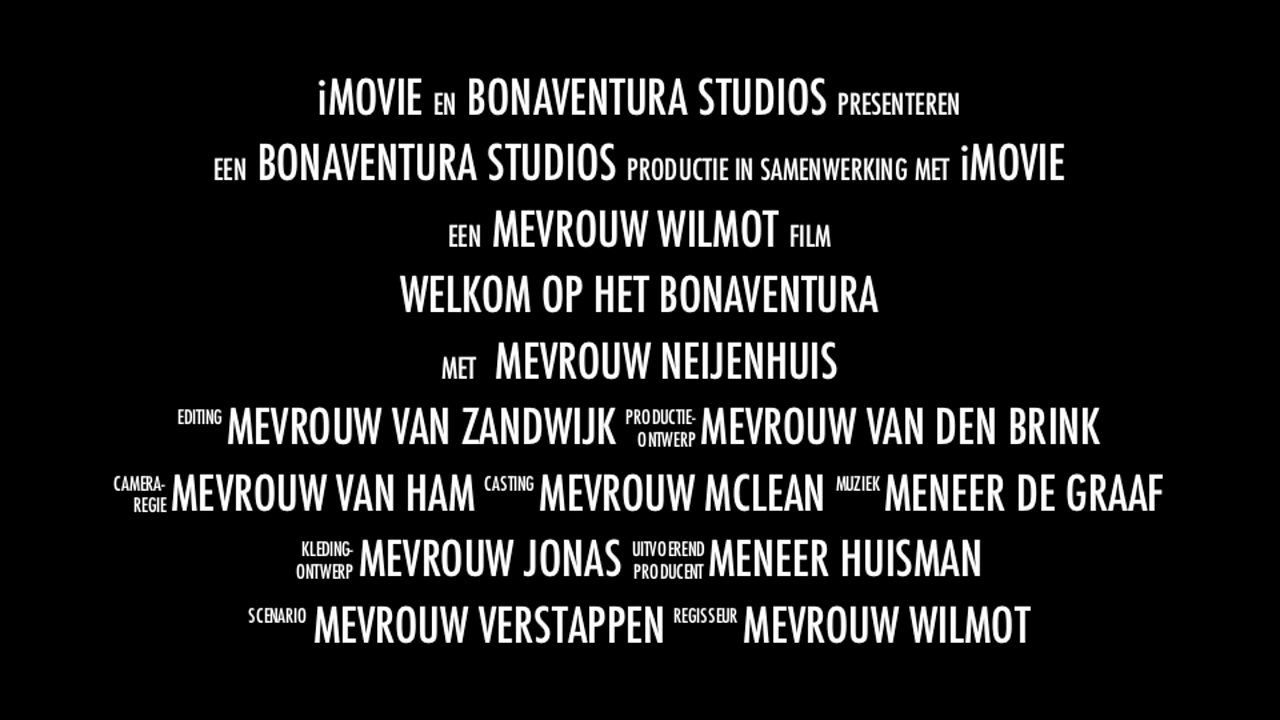 iMOVIE EN BONAVENTURA STUDIOS PRESENTEREN
EEN BONAVENTURA STUDIOS PRODUCTIE IN SAMENWERKING MET iMOVIE
EEN MEVROUW WILMOT FILM
WELKOM OP HET BONAVENTURA
MET MEVROUW NEIJENHUIS
EDITING MEVROUW VAN ZANDWIJK PRODUCTIE-ONTWERP MEVROUW VAN DEN BRINK
CAMERA-REGIE MEVROUW VAN HAM CASTING MEVROUW MCLEAN MUZIEK MENEER DE GRAAF
KLEDING-ONTWERP MEVROUW JONAS UITVOEREND PRODUCENT MENEER HUISMAN
SCENARIO MEVROUW VERSTAPPEN REGISSEUR MEVROUW WILMOT